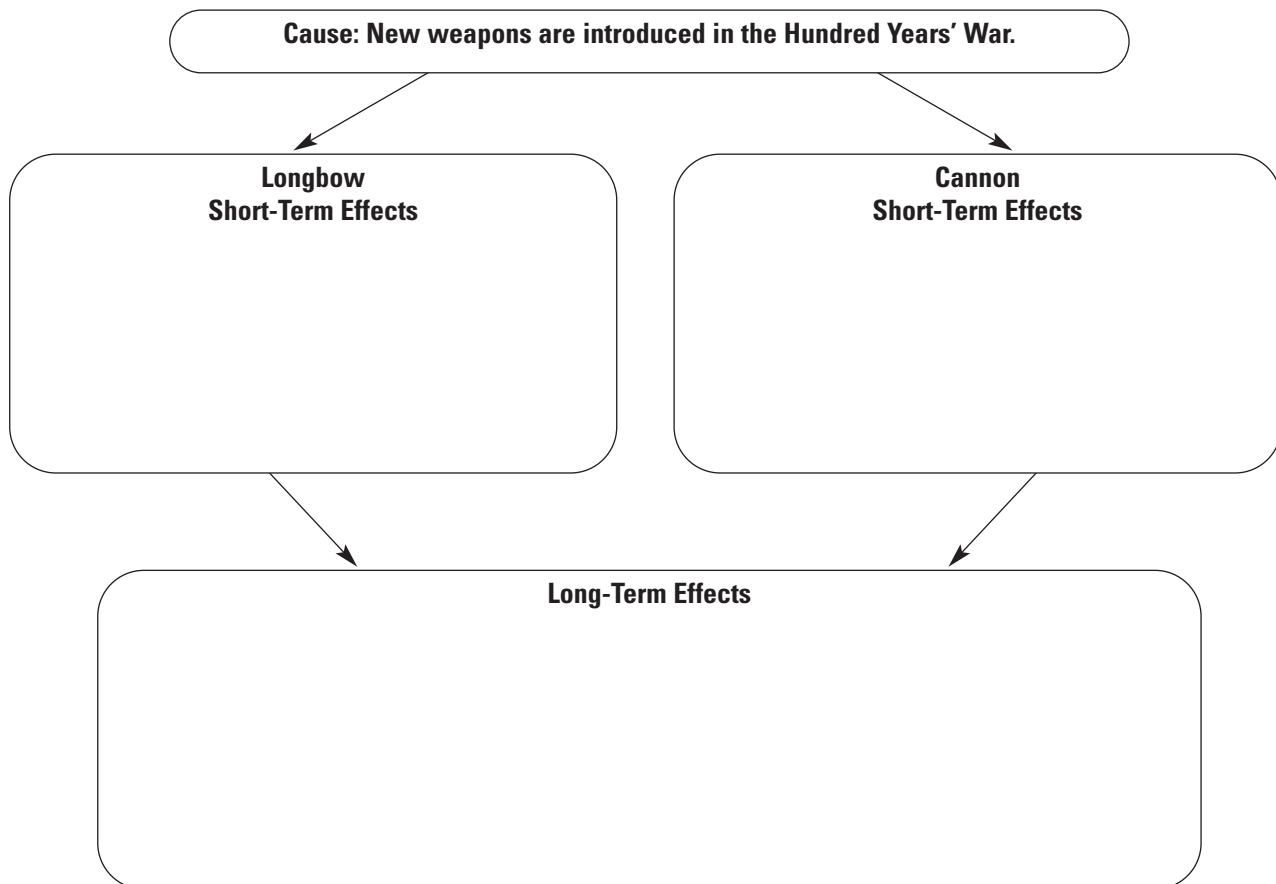 Cause: New weapons are introduced in the Hundred Years’ War.
Longbow
Short-Term Effects
Cannon
Short-Term Effects
Long-Term Effects